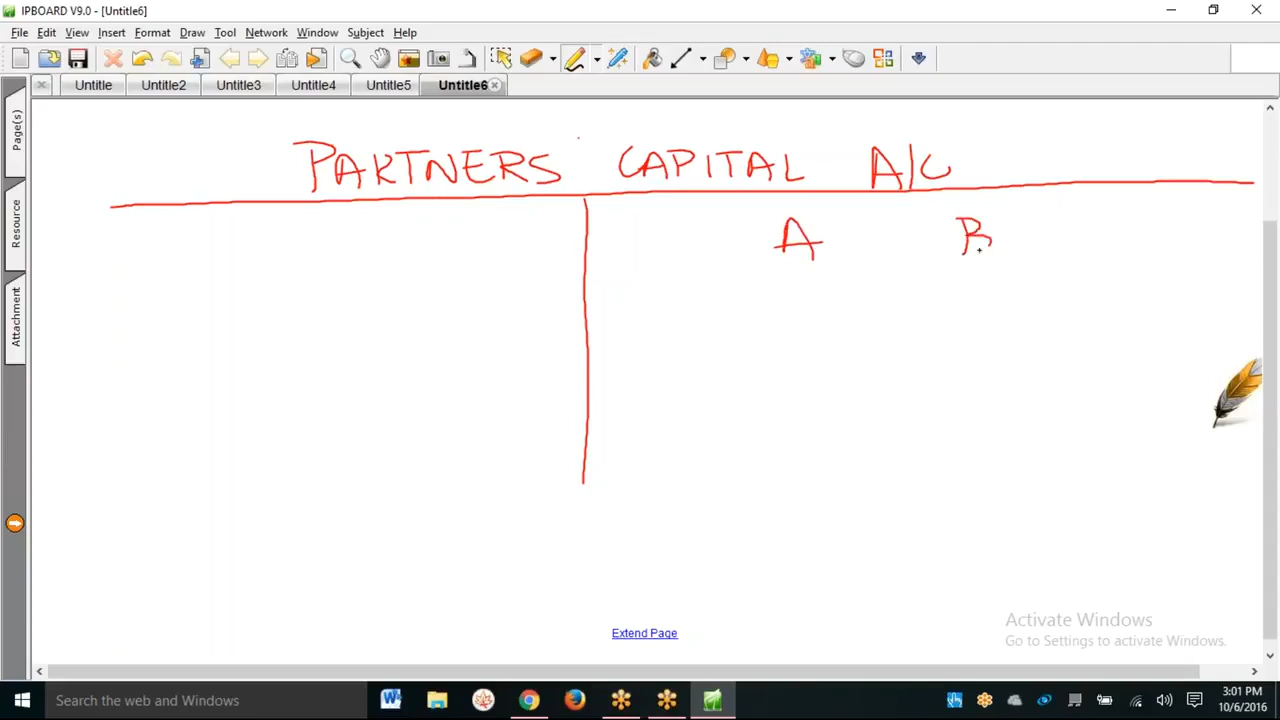 IPBOARD V9.0 - [Untitle6]
File Edit View Insert Format Draw Tool Network Window Subject Help
Untitle Untitle2 Untitle3 Untitle4 Untitle5 Untitle6
Page(s)
Resource
Attachment
PARTNERS CAPITAL A/C
A B
Extend Page
Activate Windows
Go to Settings to activate Windows.
Search the web and Windows
3:01 PM
10/6/2016